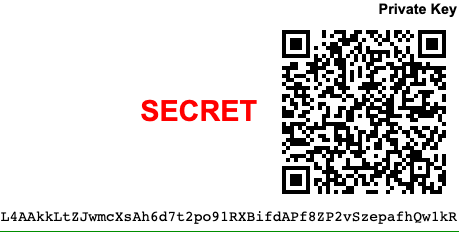 Private Key
SECRET
L4AAkkLtZJwmcXsAh6d7t2po91RXBifdAPf8ZP2vSzepafhQw1kR